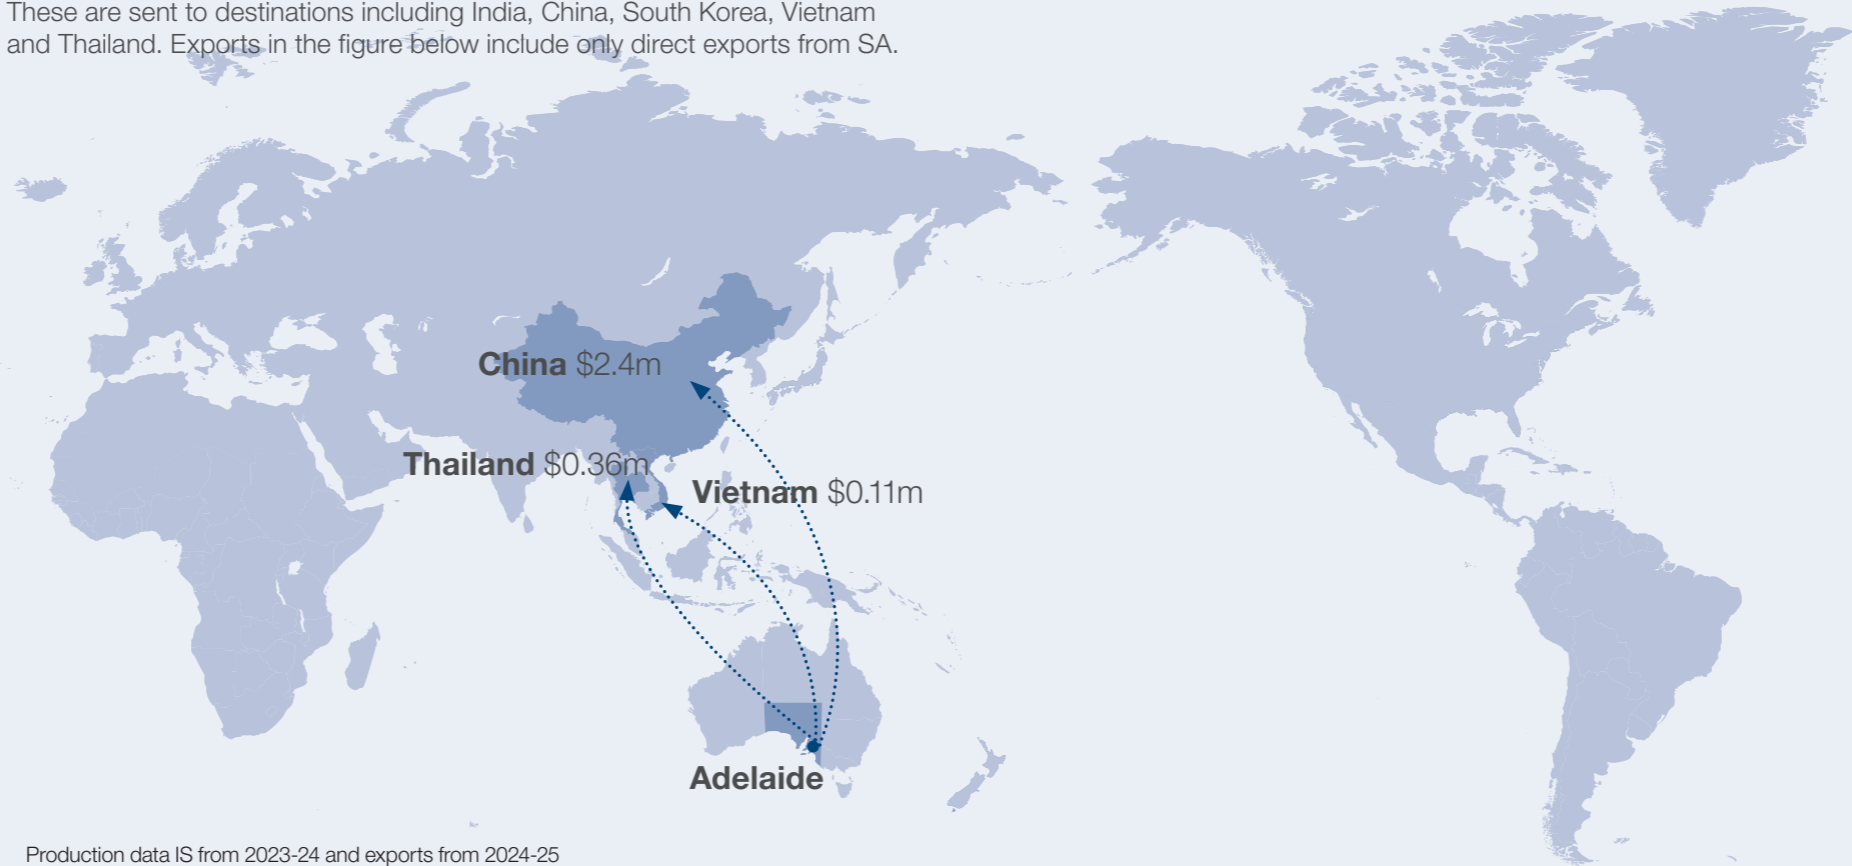 These are sent to destinations including India, China, South Korea, Vietnam
and Thailand. Exports in the figure below include only direct exports from SA.
China $2.4m
Thailand $0.36m
Vietnam $0.11m
Adelaide
Production data IS from 2023-24 and exports from 2024-25